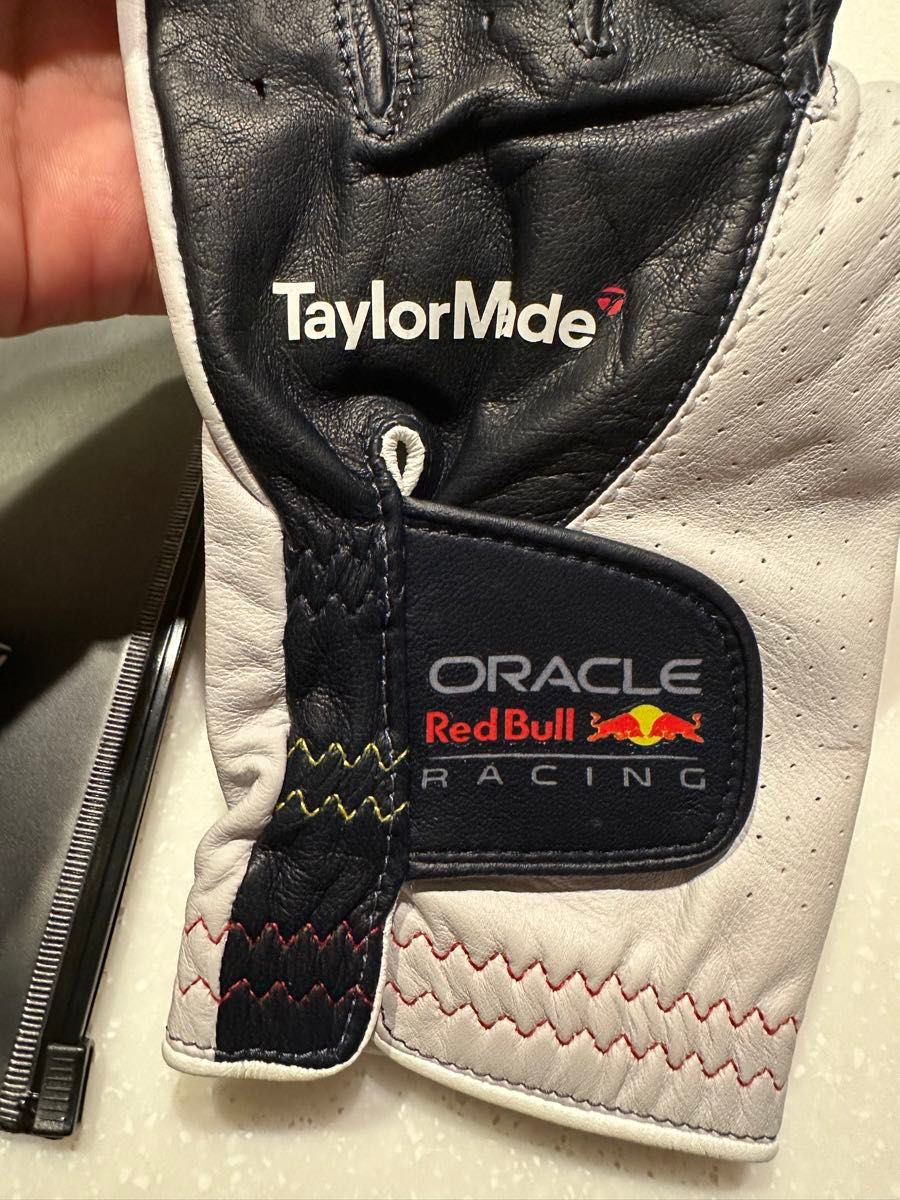 TaylorMade
ORACLE
Red Bull
RACING